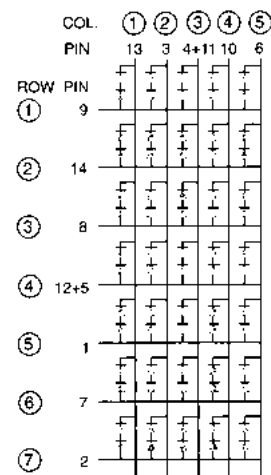 COL. ① ② ③ ④ ⑤
PIN 13 3 4+11 10 6
ROW PIN
① 9
② 14
③ 8
④ 12+5
⑤ 1
⑥ 7
⑦ 2